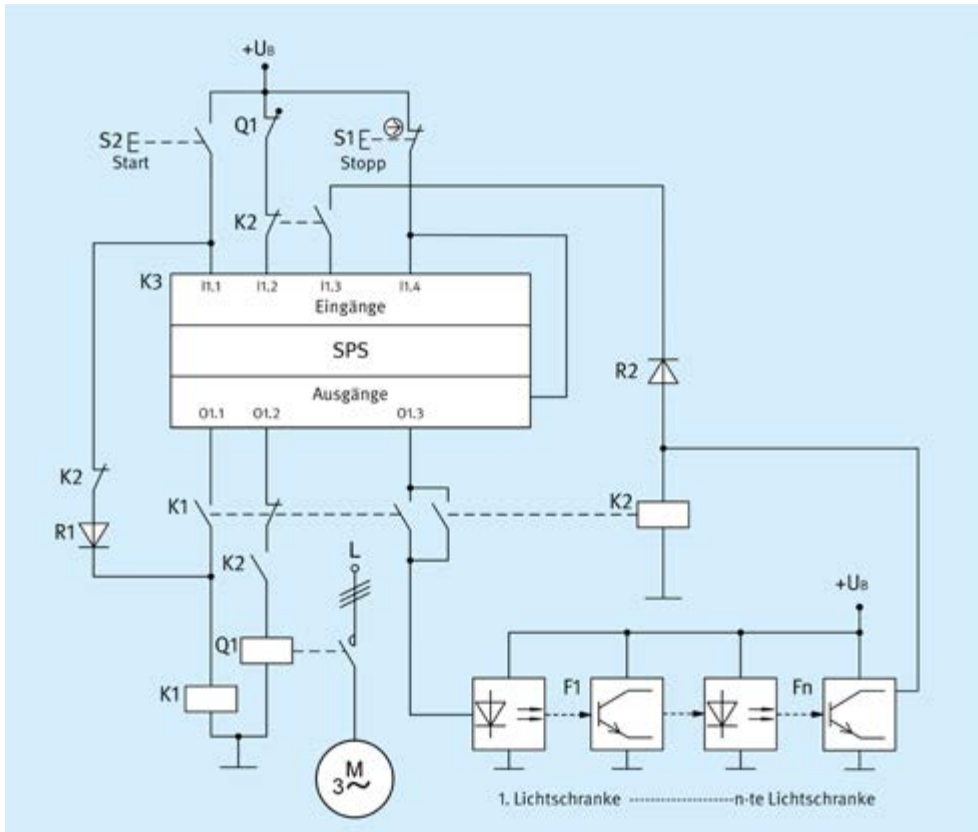 +UB
Q1
S2
Start
S1
Stopp
K2
K3
I1.1 I1.2 I1.3 I1.4
Eingänge
SPS
R2
Ausgänge
O1.1 O1.2 O1.3
K2
K1
K2
R1
L
K2
+UB
Q1
F1
Fn
K1
M
3~
1. Lichtschranke n-te Lichtschranke